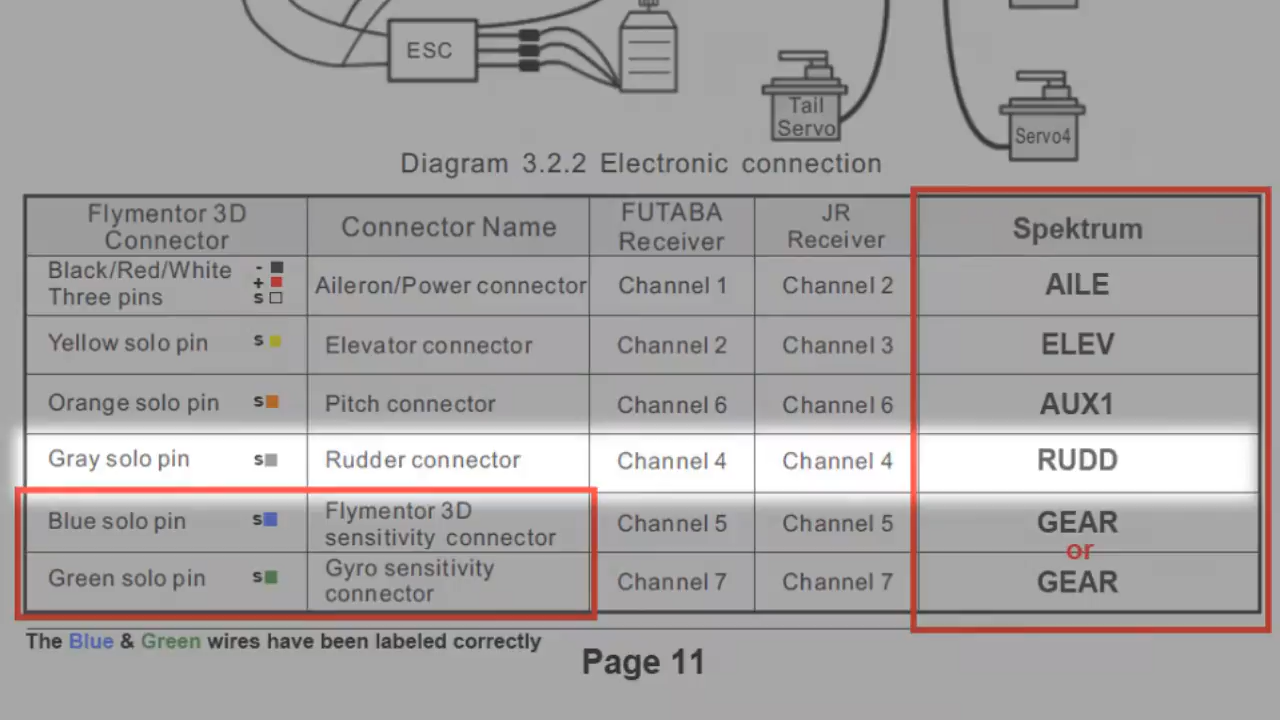 ESC
Tail
Servo
Servo4
Diagram 3.2.2 Electronic connection
Flymentor 3D
Connector
Connector Name
FUTABA
Receiver
JR
Receiver
Spektrum
Black/Red/White -
Three pins + s
Aileron/Power connector
Channel 1
Channel 2
AILE
Yellow solo pin s
Elevator connector
Channel 2
Channel 3
ELEV
Orange solo pin s
Pitch connector
Channel 6
Channel 6
AUX1
Gray solo pin s
Rudder connector
Channel 4
Channel 4
RUDD
Blue solo pin s
Flymentor 3D
sensitivity connector
Channel 5
Channel 5
GEAR
or
Green solo pin s
Gyro sensitivity
connector
Channel 7
Channel 7
GEAR
The Blue & Green wires have been labeled correctly
Page 11